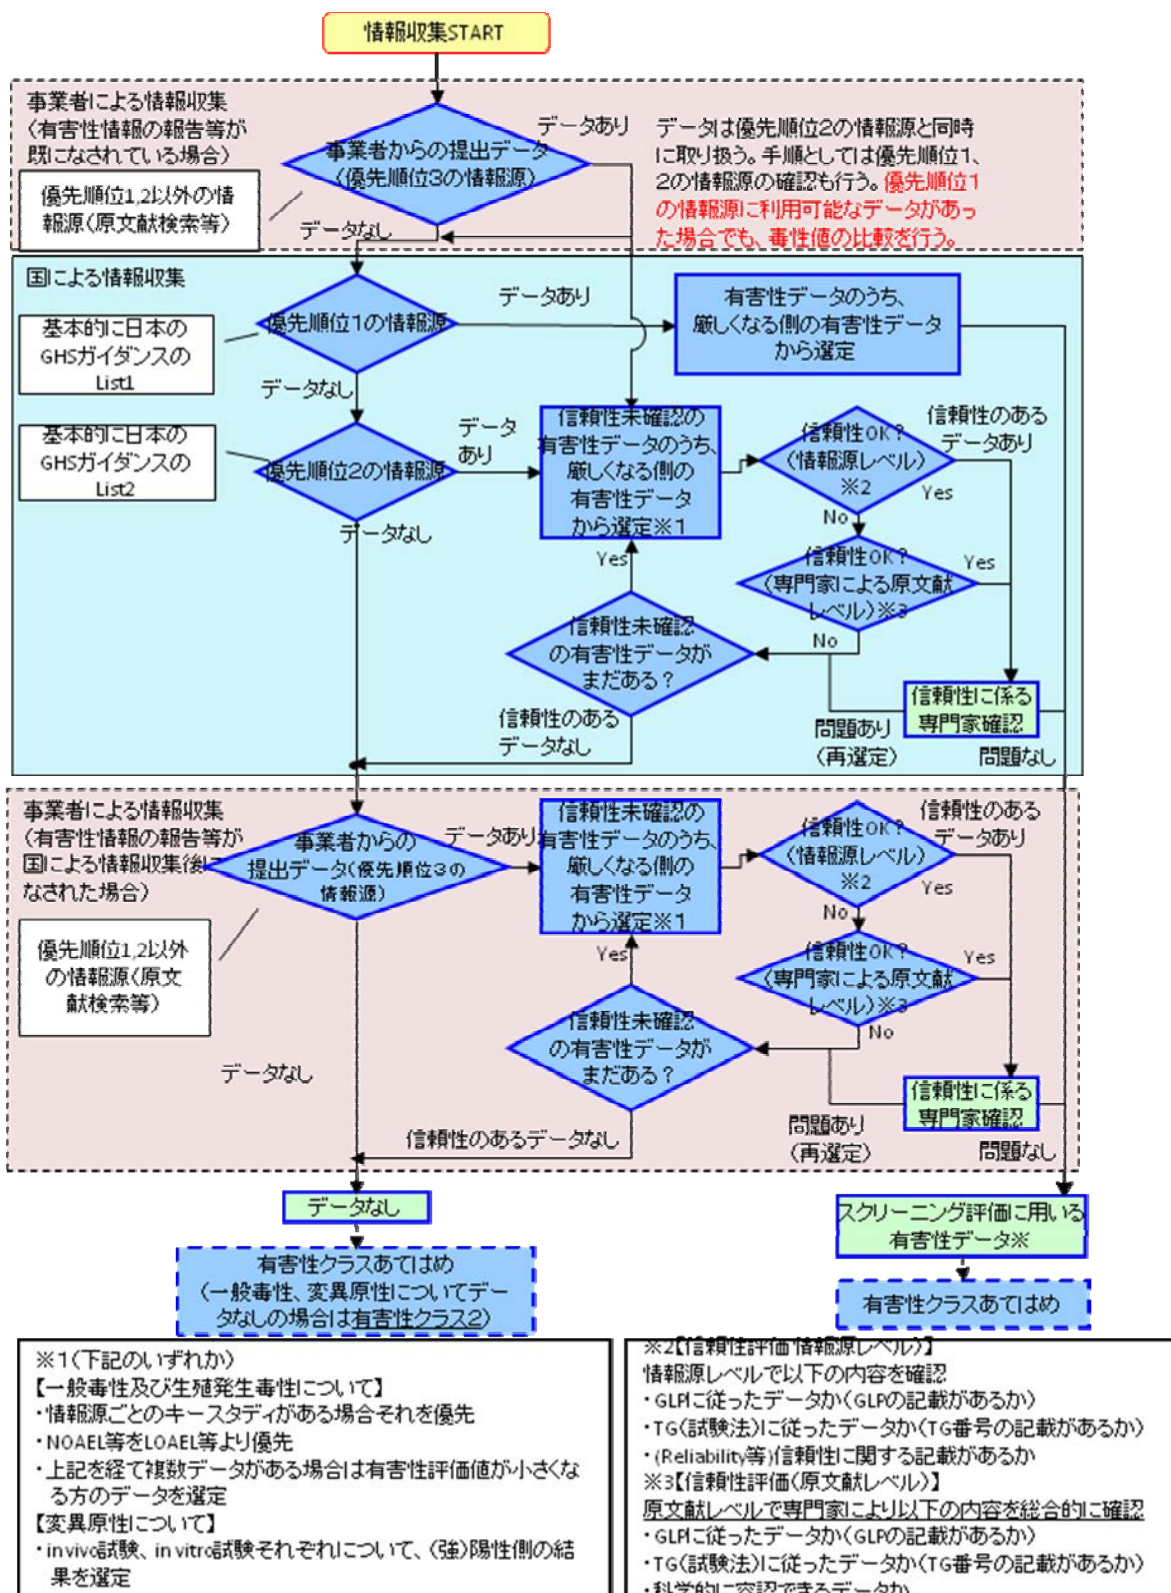 情報収集START
事業者による情報収集
(有害性情報の報告等が
既になされている場合)
データあり
事業者からの提出データ
(優先順位3の情報源)
データは優先順位2の情報源と同時
に取り扱う。手順としては優先順位1、
2の情報源の確認も行う。優先順位1
の情報源に利用可能なデータがあっ
た場合でも、毒性値の比較を行う。
優先順位1,2以外の情
報源(原文献検索等)
データなし
国による情報収集
優先順位1の情報源
データあり
有害性データのうち、
厳しくなる側の有害性データ
から選定
基本的に日本の
GHSガイダンスの
List1
データなし
基本的に日本の
GHSガイダンスの
List2
優先順位2の情報源
データ
あり
信頼性未確認の
有害性データのうち、
厳しくなる側の
有害性データ
から選定※1
信頼性OK?
(情報源レベル)
※2
信頼性のある
データあり
Yes
No
データなし
信頼性OK?
(専門家による原文献
レベル)※3
Yes
Yes
No
信頼性未確認
の有害性データが
まだある?
信頼性に係る
専門家確認
信頼性のある
データなし
問題あり
(再選定)
問題なし
事業者による情報収集
(有害性情報の報告等が
国による情報収集後に
なされた場合)
事業者からの
提出データ(優先順位3の
情報源)
データあり
信頼性未確認の
有害性データのうち、
厳しくなる側の
有害性データ
から選定※1
信頼性OK?
(情報源レベル)
※2
信頼性のある
データあり
Yes
No
優先順位1,2以外
の情報源(原文
献検索等)
信頼性OK?
(専門家による原文献
レベル)※3
Yes
Yes
No
信頼性未確認
の有害性データが
まだある?
データなし
信頼性に係る
専門家確認
信頼性のあるデータなし
問題あり
(再選定)
問題なし
データなし
スクリーニング評価に用いる
有害性データ※
有害性クラスあてはめ
(一般毒性、変異原性についてデー
タなしの場合は有害性クラス2)
有害性クラスあてはめ
※1(下記のいずれか)
【一般毒性及び生殖発生毒性について】
・情報源ごとのキースタディがある場合それを優先
・NOAEL等をLOAEL等より優先
・上記を経て複数データがある場合は有害性評価値が小さくな
る方のデータを選定
【変異原性について】
・in vivo試験、in vitro試験それぞれについて、(強)陽性側の結
果を選定
※2【信頼性評価(情報源レベル)】
情報源レベルで以下の内容を確認
・GLPに従ったデータか(GLPの記載があるか)
・TG(試験法)に従ったデータか(TG番号の記載があるか)
・(Reliability等)信頼性に関する記載があるか
※3【信頼性評価(原文献レベル)】
原文献レベルで専門家により以下の内容を総合的に確認
・GLPに従ったデータか(GLPの記載があるか)
・TG(試験法)に従ったデータか(TG番号の記載があるか)
・科学的に容認できるデータか